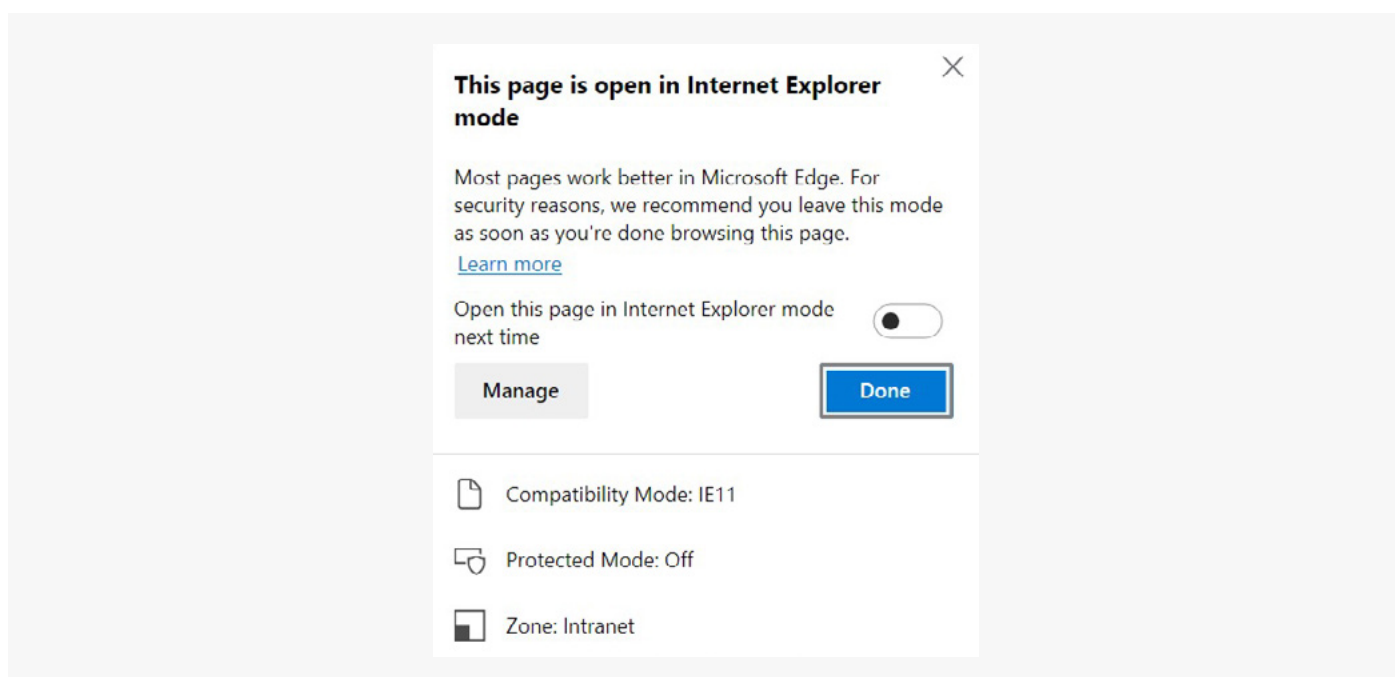 This page is open in Internet Explorer
mode
Most pages work better in Microsoft Edge. For
security reasons, we recommend you leave this mode
as soon as you're done browsing this page.
Learn more
Open this page in Internet Explorer mode
next time
Manage
Done
Compatibility Mode: IE11
Protected Mode: Off
Zone: Intranet